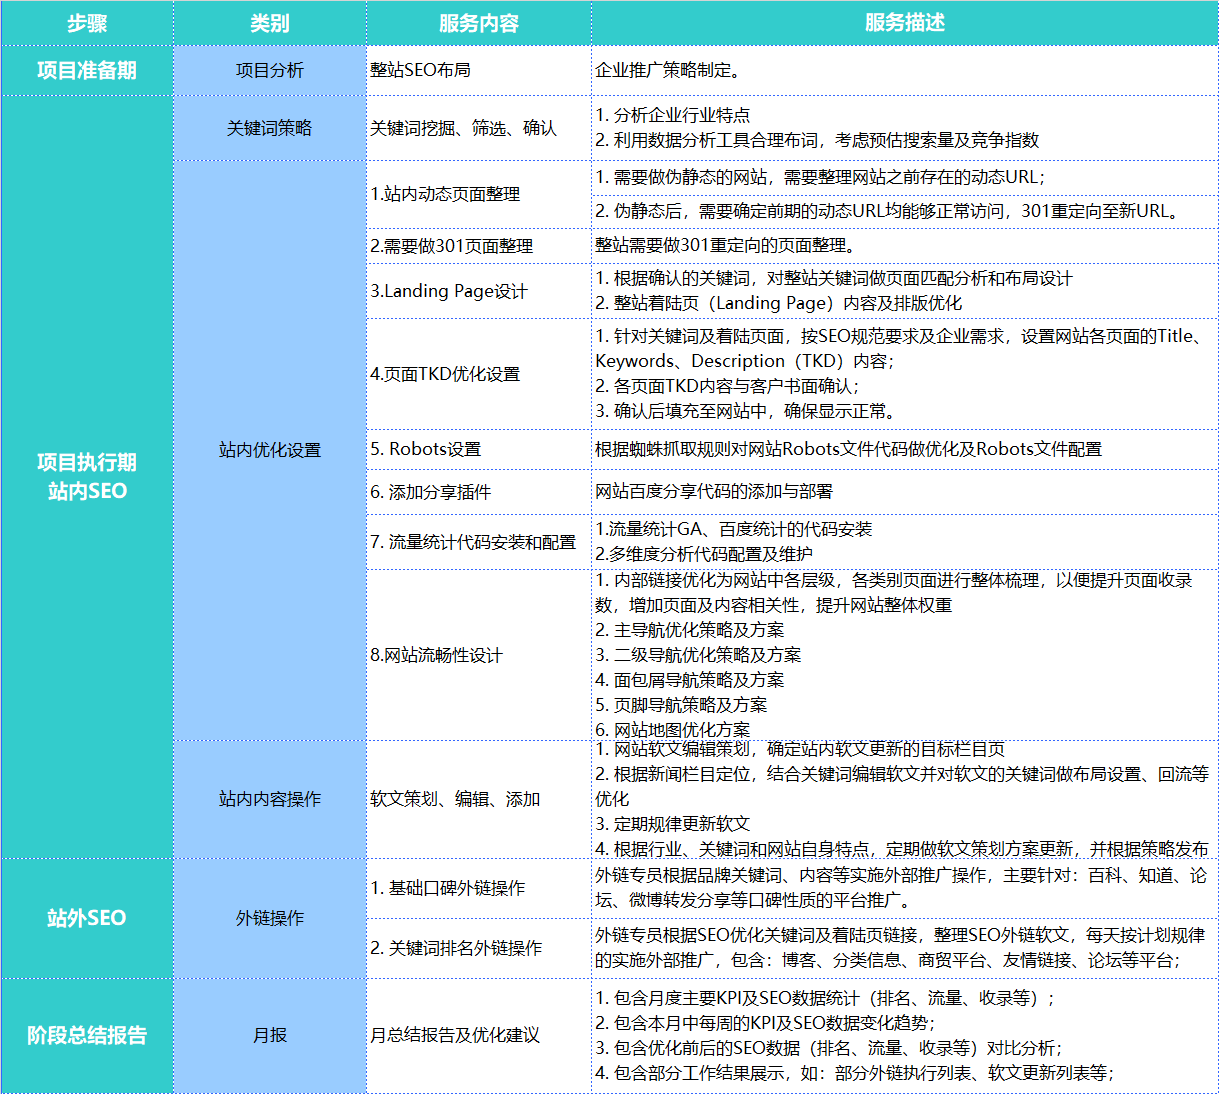 步骤 类别 服务内容 服务描述
项目准备期 项目分析 整站SEO布局 企业推广策略制定。
项目执行期
站内SEO
关键词策略 关键词挖掘、筛选、确认
1. 分析企业行业特点
2. 利用数据分析工具合理布词，考虑预估搜索量及竞争指数
站内优化设置
1.站内动态页面整理
1. 需要做伪静态的网站，需要整理网站之前存在的动态URL；
2. 伪静态后，需要确定前期的动态URL均能够正常访问，301重定向至新URL。
2.需要做301页面整理 整站需要做301重定向的页面整理。
3.Landing Page设计
1. 根据确认的关键词，对整站关键词做页面匹配分析和布局设计
2. 整站着陆页（Landing Page）内容及排版优化
4.页面TKD优化设置
1. 针对关键词及着陆页面，按SEO规范要求及企业需求，设置网站各页面的Title、
Keywords、Description（TKD）内容；
2. 各页面TKD内容与客户书面确认；
3. 确认后填充至网站中，确保显示正常。
5. Robots设置 根据蜘蛛抓取规则对网站Robots文件代码做优化及Robots文件配置
6. 添加分享插件 网站百度分享代码的添加与部署
7. 流量统计代码安装和配置
1.流量统计GA、百度统计的代码安装
2.多维度分析代码配置及维护
8.网站流畅性设计
1. 内部链接优化为网站中各层级，各类别页面进行整体梳理，以便提升页面收录
数，增加页面及内容相关性，提升网站整体权重
2. 主导航优化策略及方案
3. 二级导航优化策略及方案
4. 面包屑导航策略及方案
5. 页脚导航策略及方案
6. 网站地图优化方案
站内内容操作 软文策划、编辑、添加
1. 网站软文编辑策划，确定站内软文更新的目标栏目页
2. 根据新闻栏目定位，结合关键词编辑软文并对软文的关键词做布局设置、回流等
优化
3. 定期规律更新软文
4. 根据行业、关键词和网站自身特点，定期做软文策划方案更新，并根据策略发布
站外SEO 外链操作
1. 基础口碑外链操作
外链专员根据品牌关键词、内容等实施外部推广操作，主要针对：百科、知道、论
坛、微博转发分享等口碑性质的平台推广。
2. 关键词排名外链操作
外链专员根据SEO优化关键词及着陆页链接，整理SEO外链软文，每天按计划规律
的实施外部推广，包含：博客、分类信息、商贸平台、友情链接、论坛等平台；
阶段总结报告 月报 月总结报告及优化建议
1. 包含月度主要KPI及SEO数据统计（排名、流量、收录等）；
2. 包含本月中每周的KPI及SEO数据变化趋势；
3. 包含优化前后的SEO数据（排名、流量、收录等）对比分析；
4. 包含部分工作结果展示，如：部分外链执行列表、软文更新列表等；